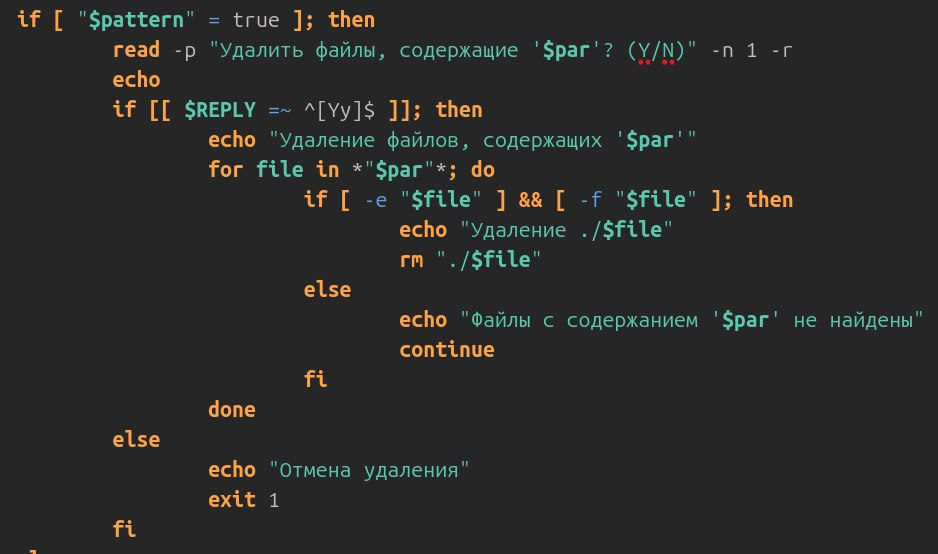 if [ "$pattern" = true ]; then
read -p "Удалить файлы, содержащие '$par'? (Y/N)" -n 1 -r
echo
if [[ $REPLY =~ ^[Yy]$ ]]; then
echo "Удаление файлов, содержащих '$par'"
for file in *"$par"*; do
if [ -e "$file" ] && [ -f "$file" ]; then
echo "Удаление ./$file"
rm "./$file"
else
echo "Файлы с содержанием '$par' не найдены"
continue
fi
done
else
echo "Отмена удаления"
exit 1
fi